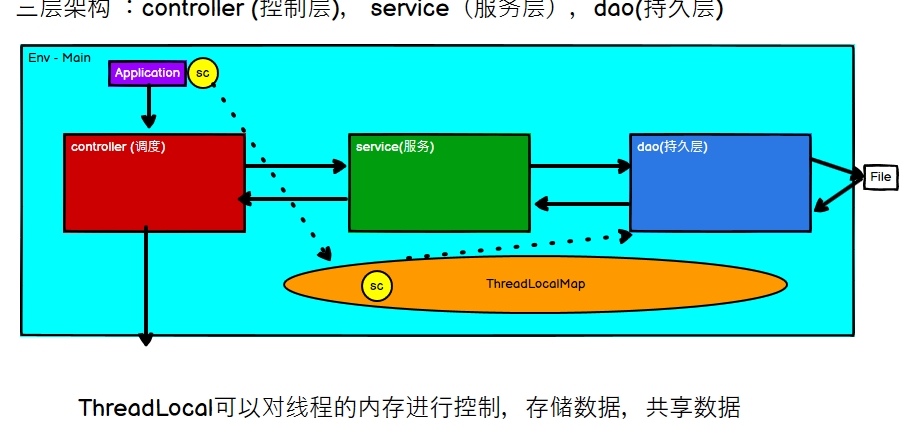 三层架构 ：controller (控制层)， service（服务层）, dao(持久层)
Env - Main
Application
sc
controller (调度)
service(服务)
dao(持久层)
File
sc
ThreadLocalMap
ThreadLocal可以对线程的内存进行控制，存储数据，共享数据